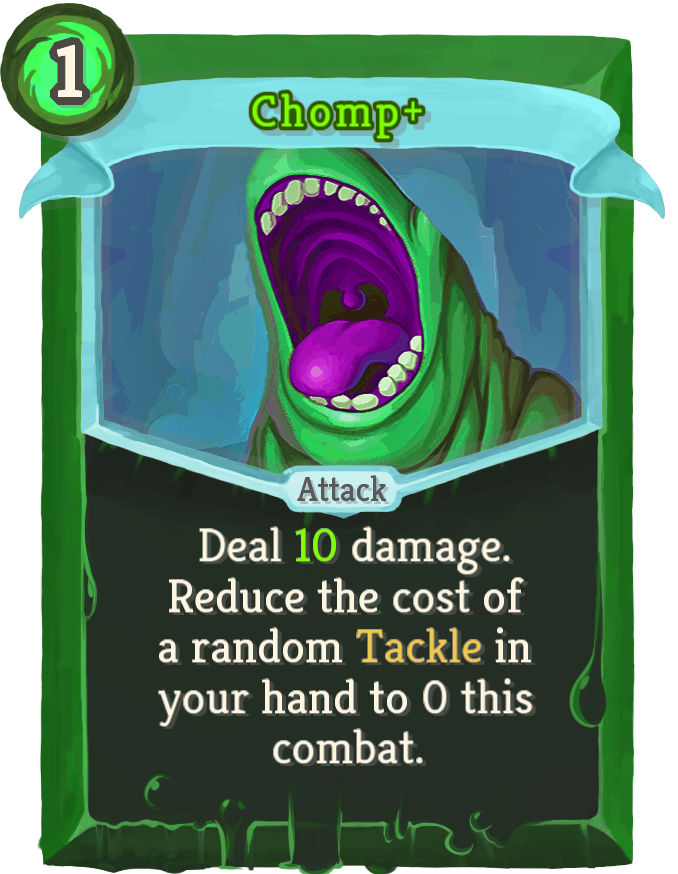 1
Chomp+
Attack
Deal 10 damage.
Reduce the cost of
a random Tackle in
your hand to 0 this
combat.